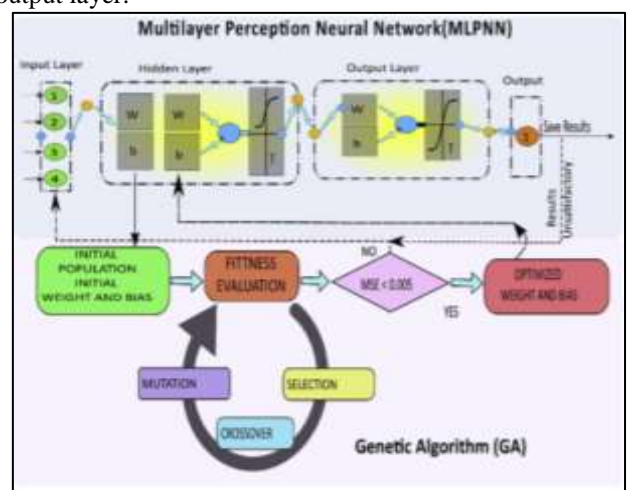 output layer.
Multilayer Perception Neural Network(MLPNN)
Input Layer
Hidden Layer
Output Layer
Output
1
2
3
4
W
b
W
b
T
W
b
T
1
Save Results
Results
Unsatisfactory
INITIAL
POPULATION
INITIAL
WEIGHT AND BIAS
FITTNESS
EVALUATION
NO
MSE < 0.005
YES
OPTIMIZED
WEIGHT AND BIAS
MUTATION
SELECTION
CROSSOVER
Genetic Algorithm (GA)